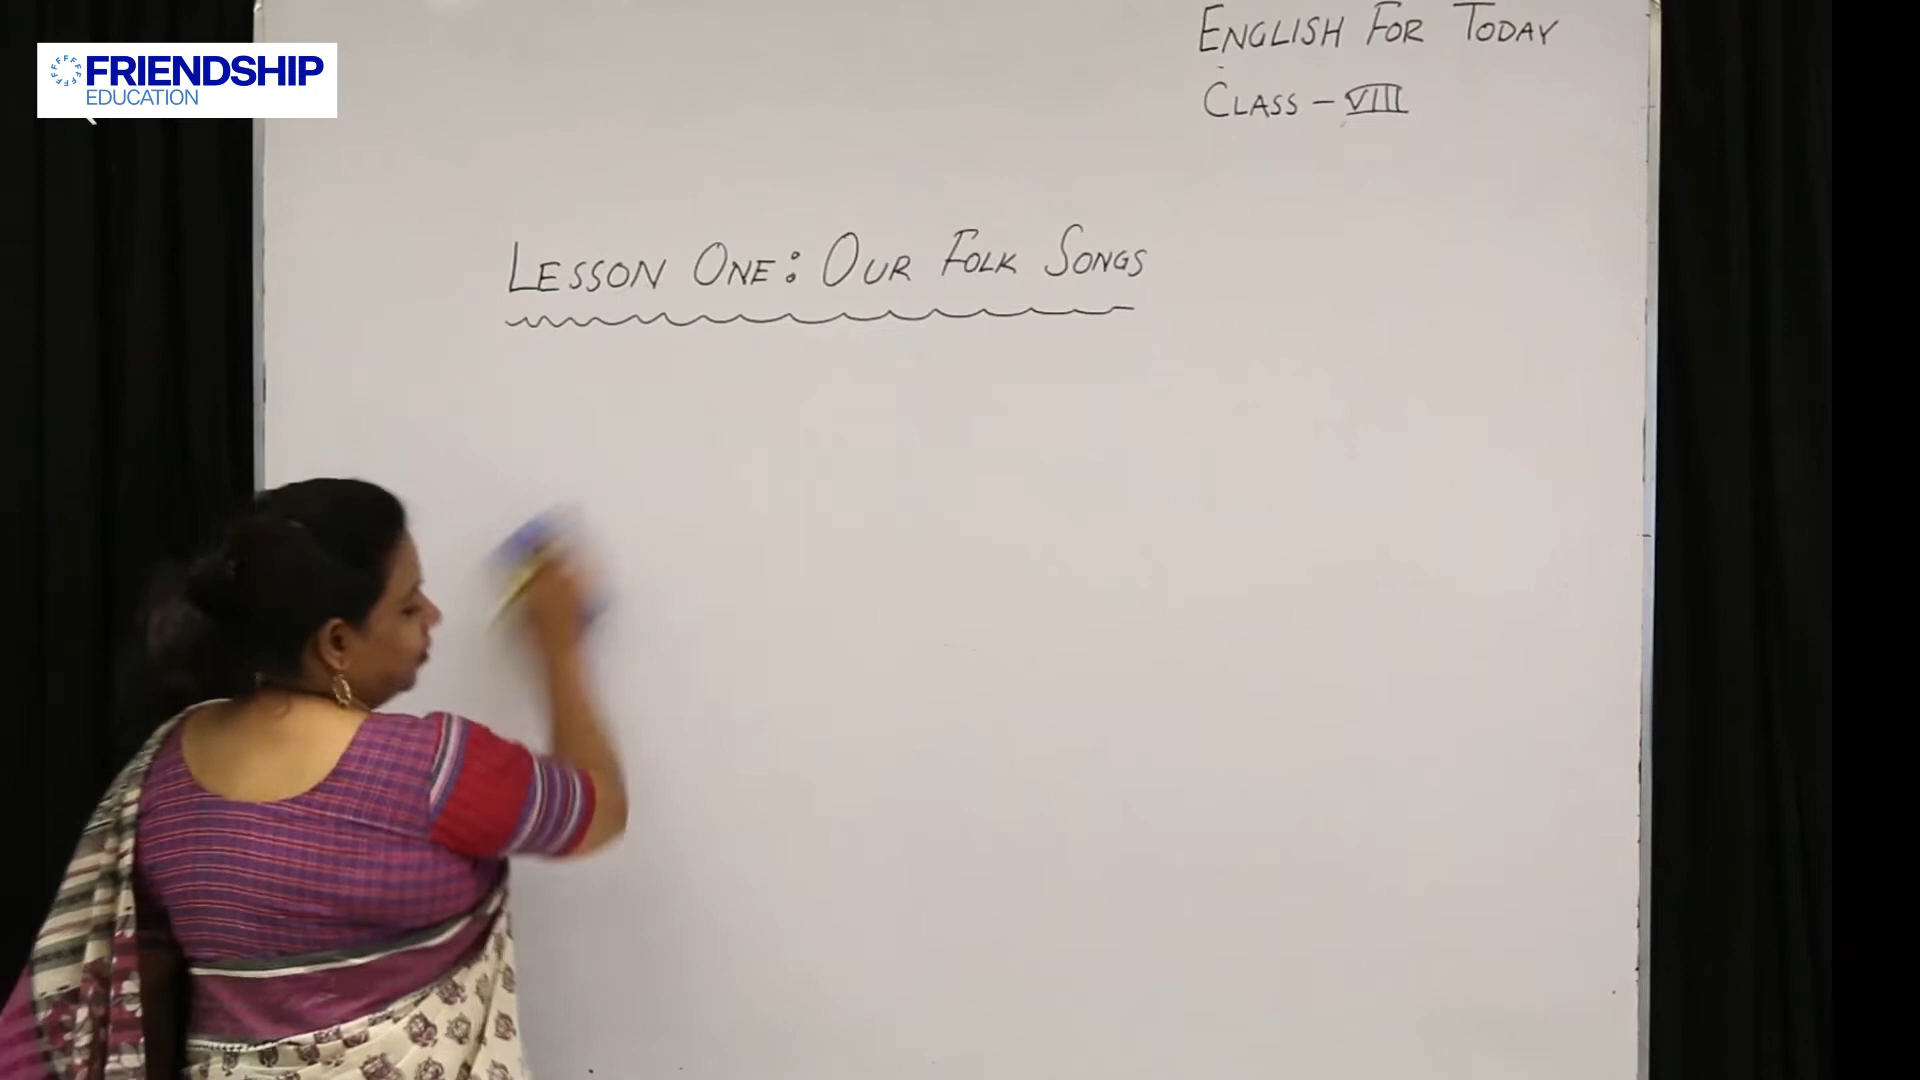 FRIENDSHIP
EDUCATION
ENGLISH FOR TODAY
CLASS – VIII
LESSON ONE: OUR FOLK SONGS